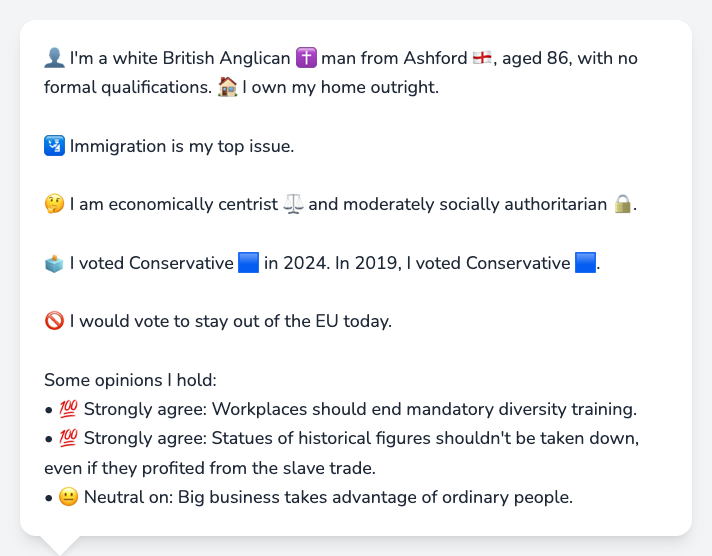 👤 I'm a white British Anglican ✝️ man from Ashford 🏴󠁧󠁢󠁥󠁮󠁧󠁿, aged 86, with no
formal qualifications. 🏠 I own my home outright.
🛂 Immigration is my top issue.
🤔 I am economically centrist ⚖️ and moderately socially authoritarian 🔒.
🗳️ I voted Conservative 🟦 in 2024. In 2019, I voted Conservative 🟦.
🚫 I would vote to stay out of the EU today.
Some opinions I hold:
• 💯 Strongly agree: Workplaces should end mandatory diversity training.
• 💯 Strongly agree: Statues of historical figures shouldn't be taken down,
even if they profited from the slave trade.
• 😐 Neutral on: Big business takes advantage of ordinary people.